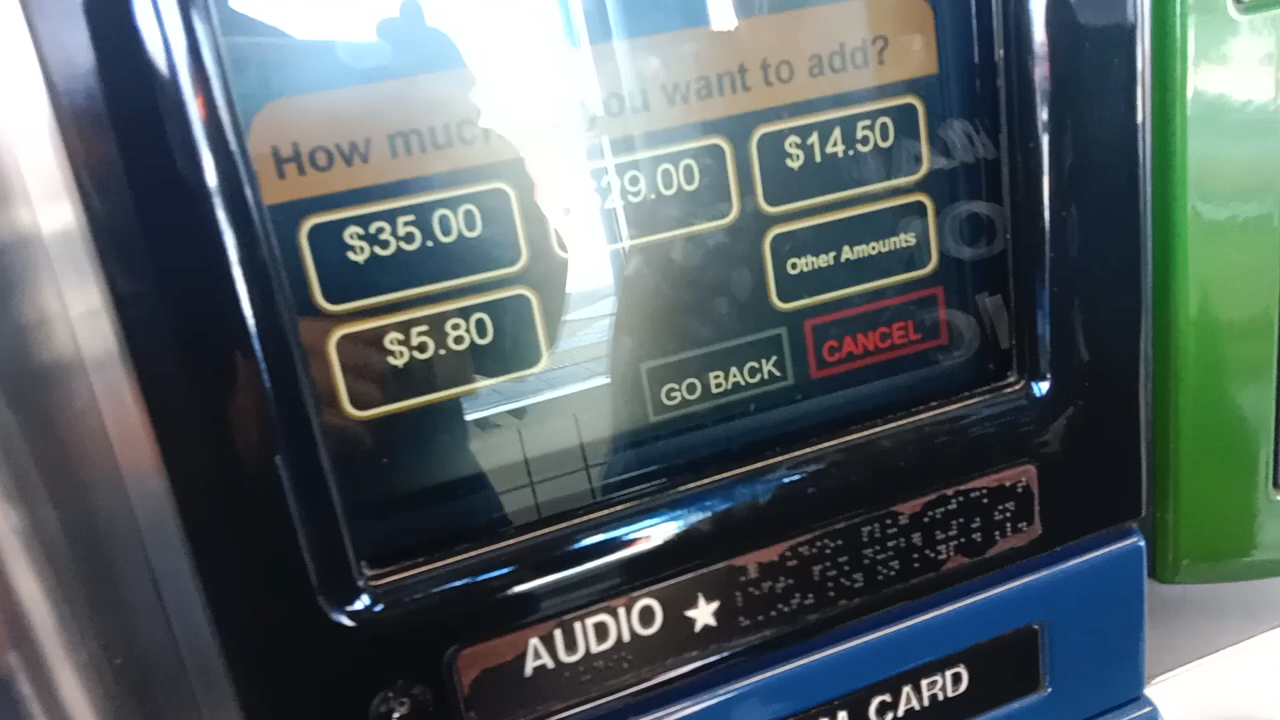 How much you want to add?
$35.00 $29.00 $14.50
$5.80 Other Amounts
GO BACK CANCEL
AUDIO ★
CARD